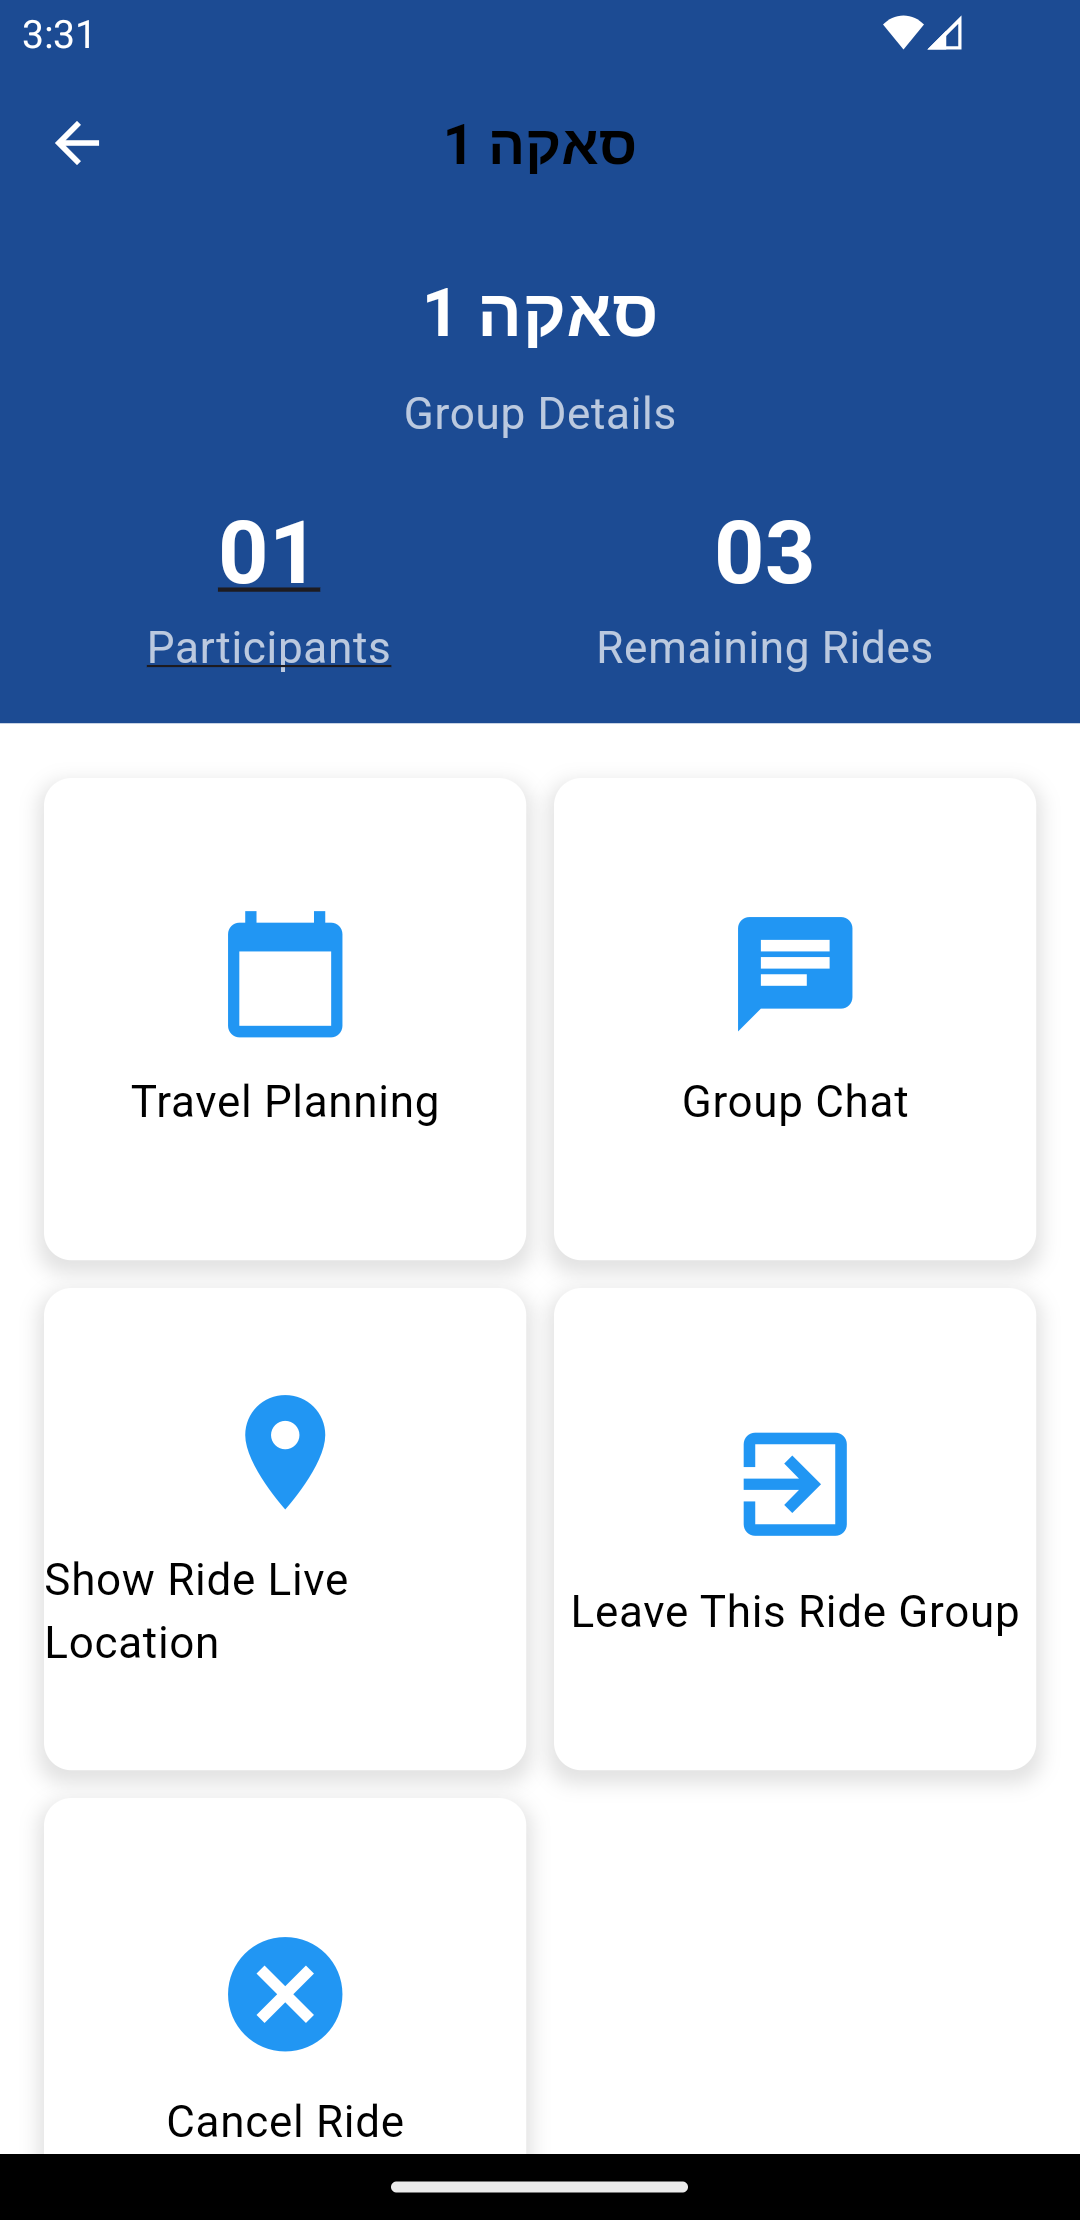 3:31
סאקה 1
סאקה 1
Group Details
01
Participants
03
Remaining Rides
Travel Planning
Group Chat
Show Ride Live
Location
Leave This Ride Group
Cancel Ride